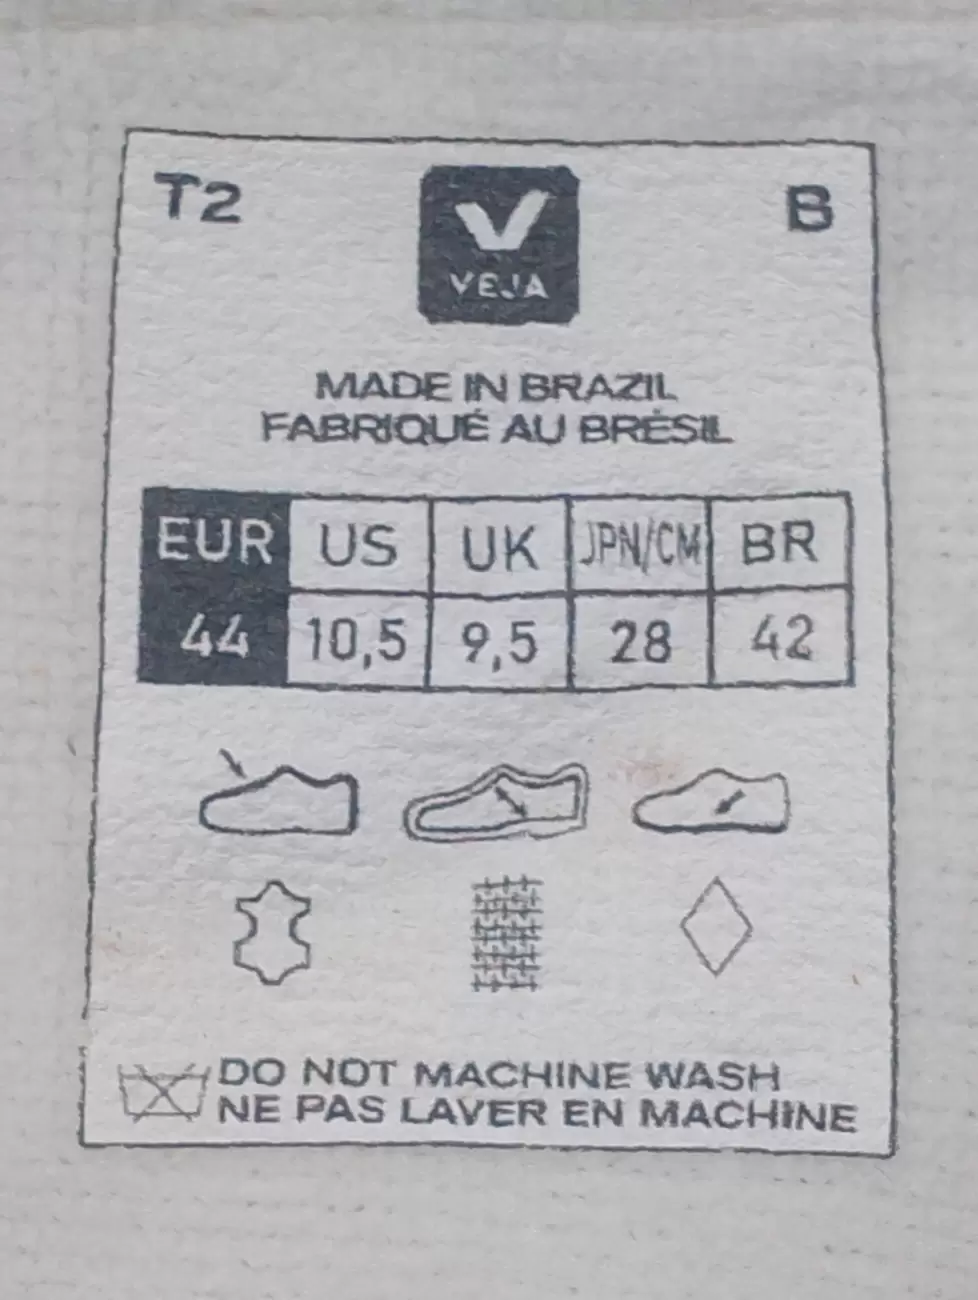 T2 B
VEJA
MADE IN BRAZIL
FABRIQUÉ AU BRÉSIL
EUR US UK JPN/CM BR
44 10,5 9,5 28 42
DO NOT MACHINE WASH
NE PAS LAVER EN MACHINE